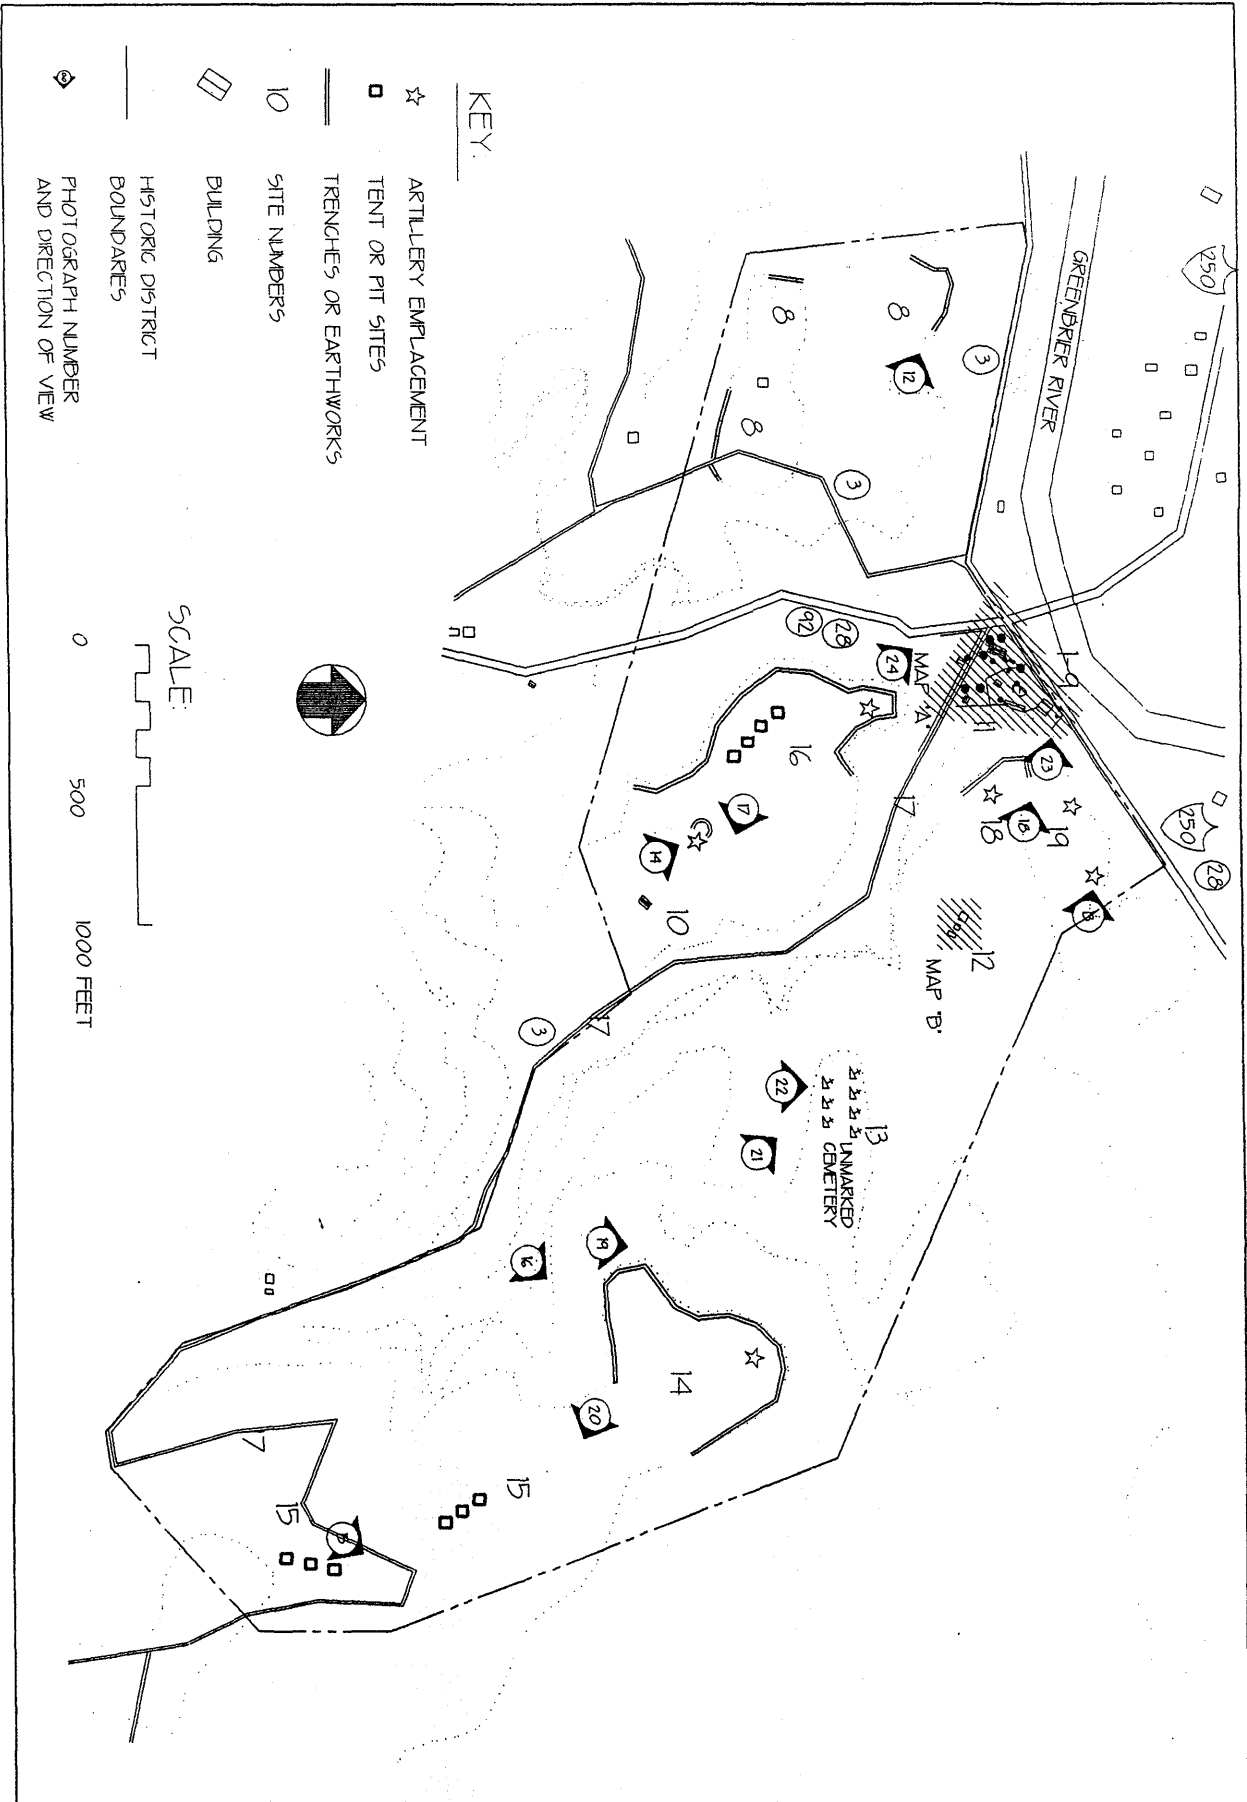 KEY:
ARTILLERY EMPLACEMENT
TENT OR PIT SITES
TRENCHES OR EARTHWORKS
10
SITE NUMBERS
BUILDING
HISTORIC DISTRICT
BOUNDARIES
PHOTOGRAPH NUMBER
AND DIRECTION OF VIEW
SCALE:
0
500
1000 FEET
250
GREENBRIER RIVER
3
8
8
12
8
3
92
28
24
MAP 'A'
1-9
11
23
16
17
17
14
10
18
18
19
250
28
12
MAP 'B'
17
3
22
21
13
UNMARKED
CEMETERY
19
16
14
20
15
15